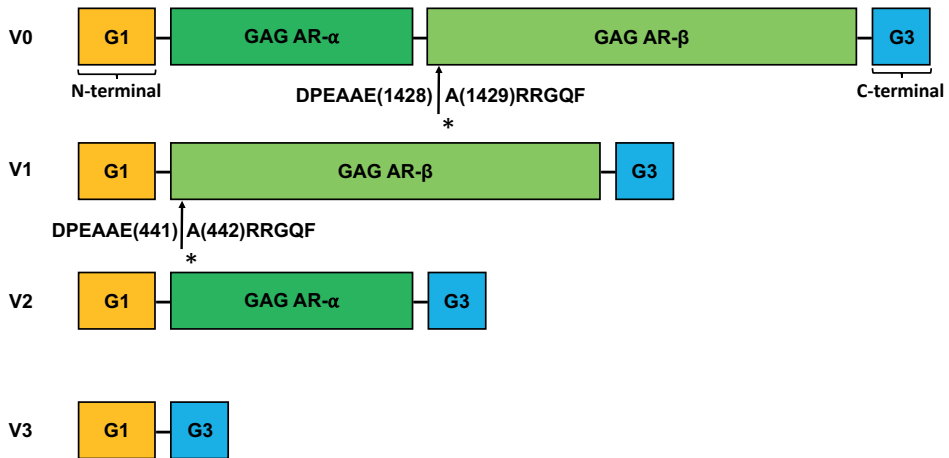 V0 G1 GAG AR-α GAG AR-β G3
N-terminal C-terminal
DPEAAE(1428) A(1429)RRGQF
*
V1 G1 GAG AR-β G3
DPEAAE(441) A(442)RRGQF
*
V2 G1 GAG AR-α G3
V3 G1 G3